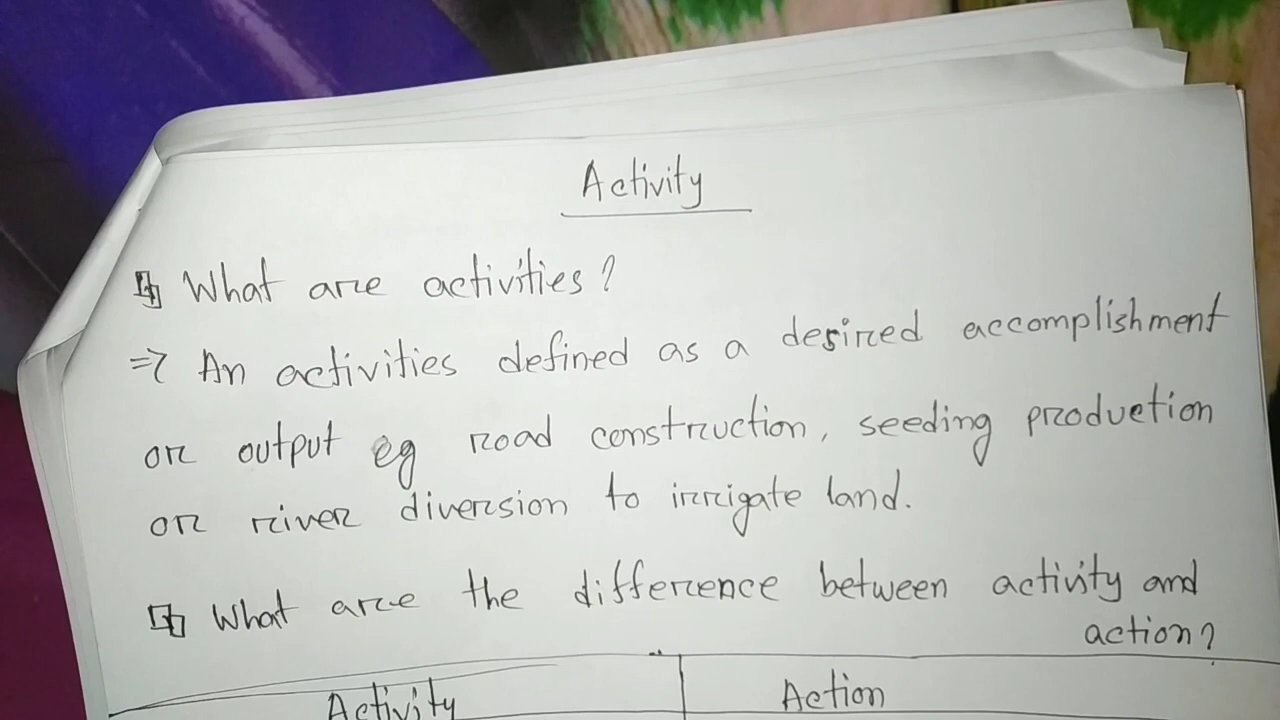 Activity
What are activities?
⇒ An activities defined as a desired accomplishment
or output eg road construction, seeding production
or river diversion to irrigate land.
What are the difference between activity and
action?
Activity Action